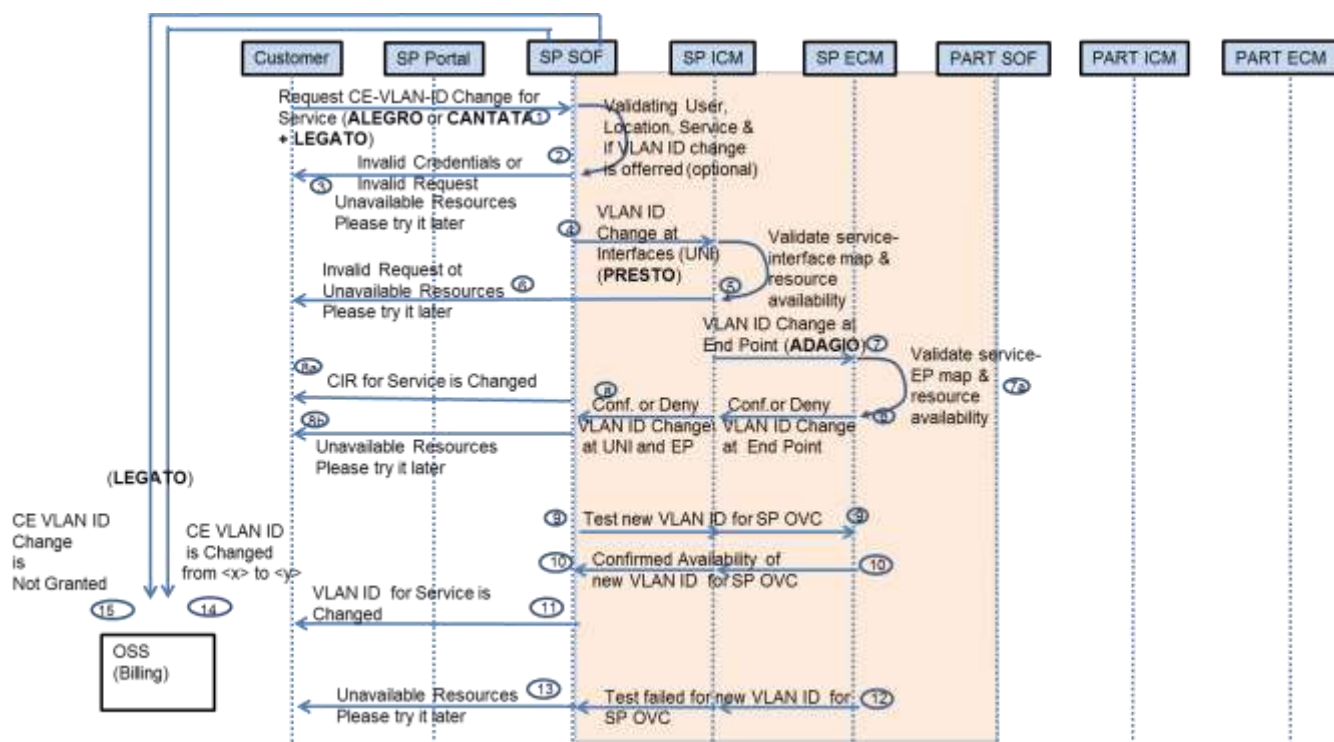 Customer
SP Portal
SP SOF
SP ICM
SP ECM
PART SOF
PART ICM
PART ECM
Request CE-VLAN-ID Change for
Service (ALEGRO or CANTATA
+ LEGATO)
1
Validating User,
Location, Service &
if VLAN ID change
is offerred (optional)
2
Invalid Credentials or
Invalid Request
3
Unavailable Resources
Please try it later
4
VLAN ID
Change at
Interfaces (UNI)
(PRESTO)
Validate service-
interface map &
resource
availability
5
Invalid Request ot
Unavailable Resources
Please try it later
6
VLAN ID Change at
End Point (ADAGIO)
7
Validate service-
EP map &
resource
availability
7a
8a
CIR for Service is Changed
8
Conf. or Deny
VLAN ID Change
at UNI and EP
Conf.or Deny
VLAN ID Change
at End Point
8
8b
Unavailable Resources
Please try it later
(LEGATO)
CE VLAN ID
Change
is
Not Granted
CE VLAN ID
is Changed
from <x> to <y>
15
14
OSS
(Billing)
9
Test new VLAN ID for SP OVC
9
10
Confirmed Availability of
new VLAN ID for SP OVC
10
VLAN ID for Service is
Changed
11
Unavailable Resources
Please try it later
13
Test failed for new VLAN ID for
SP OVC
12